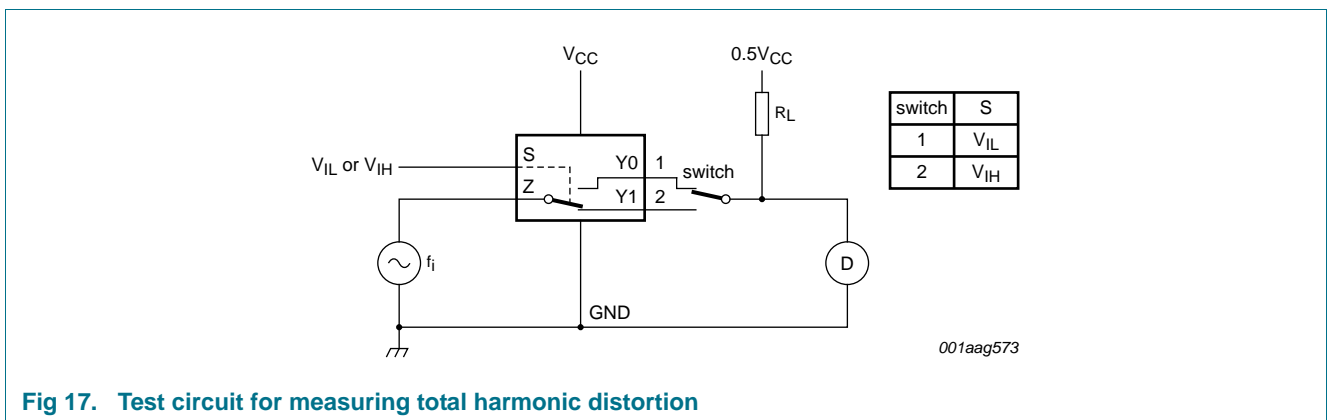 VCC
0.5VCC
RL
switch S
1 VIL
2 VIH
VIL or VIH
S
Z
Y0 1
Y1 2
switch
fi
D
GND
001aag573
Fig 17. Test circuit for measuring total harmonic distortion